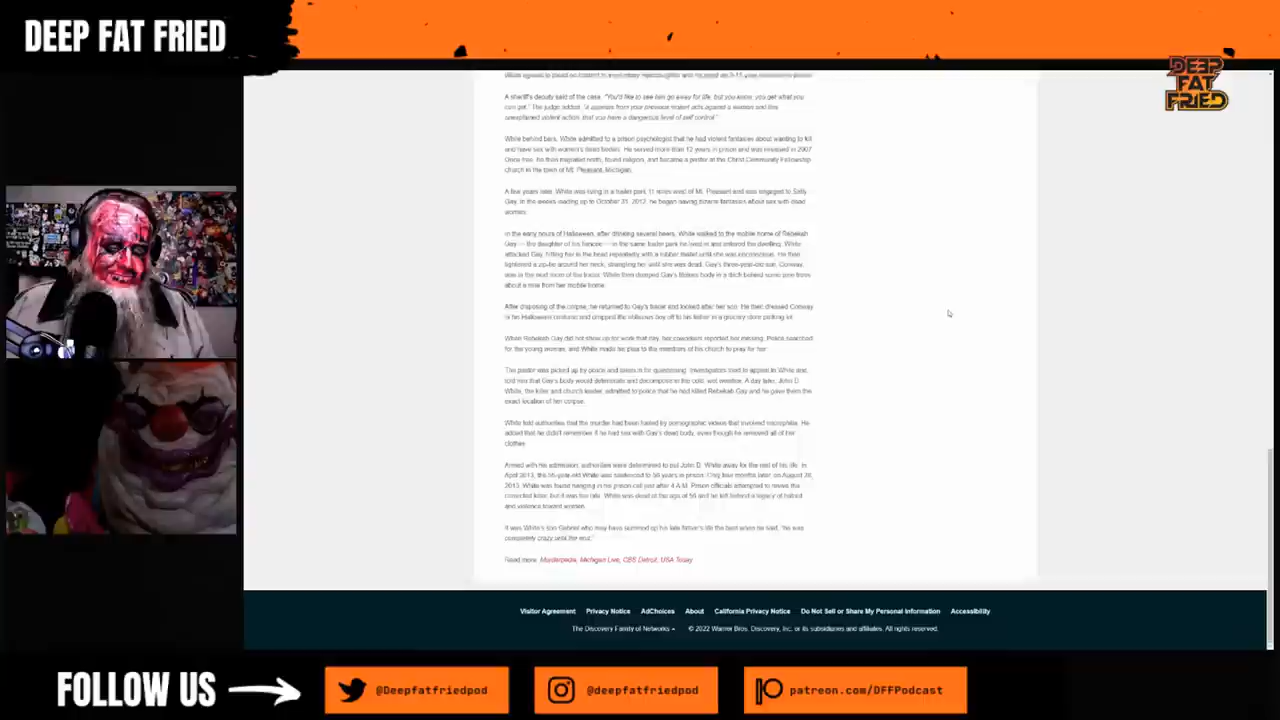 DEEP FAT FRIED
DEEP
FAT
FRIED
A sheriff's deputy said of the case, "You'd like to see him go away for life, but you know, you get what you
can get." The judge added, "it appears from your previous violent acts against a woman and this
unexplained violent action, that you have a dangerous level of self control."
While behind bars, White admitted to a prison psychologist that he had violent fantasies about wanting to kill
and have sex with women's dead bodies. He served more than 12 years in prison and was released in 2007.
Once free, he then migrated north, found religion, and became a pastor at the Christ Community Fellowship
church in the town of Mt. Pleasant, Michigan.
A few years later, White was living in a trailer park 11 miles west of Mt. Pleasant and was engaged to Sally
Gay. In the weeks leading up to October 31, 2012, he began having bizarre fantasies about sex with dead
women.
In the early hours of Halloween, after drinking several beers, White walked to the mobile home of Rebekah
Gay — the daughter of his fiancée — in the same trailer park he lived in and entered the dwelling. White
attacked Gay, hitting her in the head repeatedly with a rubber mallet until she was unconscious. He then
tightened a zip-tie around her neck, strangling her until she was dead. Gay's three-year-old son, Conway,
was in the next room of the trailer. White then dumped Gay's lifeless body in a ditch behind some pine trees
about a mile from her mobile home.
After disposing of the corpse, he returned to Gay's trailer and looked after her son. He then dressed Conway
in his Halloween costume and dropped the oblivious boy off to his father in a grocery store parking lot.
When Rebekah Gay did not show up for work that day, her coworkers reported her missing. Police searched
for the young woman, and White made his plea to the members of his church to pray for her.
The pastor was picked up by police and taken in for questioning. Investigators tried to appeal to White and
told him that Gay's body would deteriorate and decompose in the cold, wet weather. A day later, John D.
White, the killer and church leader, admitted to police that he had killed Rebekah Gay and he gave them the
exact location of her corpse.
White told authorities that the murder had been fueled by pornographic videos that involved necrophilia. He
added that he didn't remember if he had sex with Gay's dead body, even though he removed all of her
clothes.
Armed with his admission, authorities were determined to put John D. White away for the rest of his life. In
April 2013, the 55-year-old White was sentenced to 56 years in prison. Only four months later on August 28,
2013, White was found hanging in his prison cell just after 4 A.M. Prison officials attempted to revive the
convicted killer, but it was too late. White was dead at the age of 56 and he left behind a legacy of hatred
and violence toward women.
It was White's son Gabriel who may have summed up his late father's life the best when he said, "he was
completely crazy until the end."
Read more: Murderpedia, Michigan Live, CBS Detroit, USA Today
Visitor Agreement Privacy Notice AdChoices About California Privacy Notice Do Not Sell or Share My Personal Information Accessibility
The Discovery Family of Networks © 2022 Warner Bros. Discovery, Inc. or its subsidiaries and affiliates. All rights reserved.
FOLLOW US
@Deepfatfriedpod
@deepfatfriedpod
patreon.com/DFFPodcast